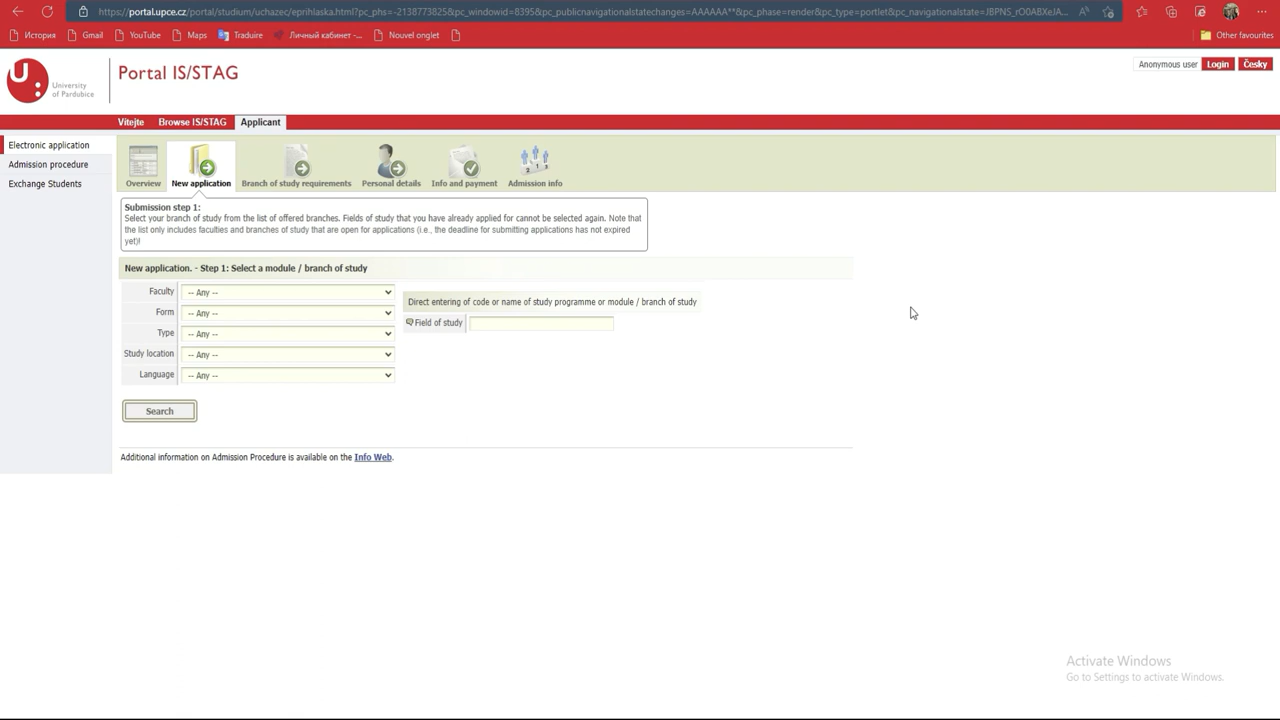 https://portal.upce.cz/portal/studium/uchazec/eprihlaska.html?pc_phs=-2138773825&pc_windowid=8395&pc_publicnavigationalstatechanges=AAAAAA**&pc_phase=render&pc_type=portlet&pc_navigationalstate=JBPNS_rO0ABXeJA...
История Gmail YouTube Maps Traduire Личный кабинет -... Nouvel onglet Other favourites
U:
University
of Pardubice
Portal IS/STAG
Anonymous user Login Česky
Vítejte Browse IS/STAG Applicant
Electronic application
Admission procedure
Exchange Students
Overview New application Branch of study requirements Personal details Info and payment Admission info
Submission step 1:
Select your branch of study from the list of offered branches. Fields of study that you have already applied for cannot be selected again. Note that
the list only includes faculties and branches of study that are open for applications (i.e., the deadline for submitting applications has not expired
yet)!
New application. - Step 1: Select a module / branch of study
Faculty -- Any --
Form -- Any --
Type -- Any --
Study location -- Any --
Language -- Any --
Direct entering of code or name of study programme or module / branch of study
Field of study
Search
Additional information on Admission Procedure is available on the Info Web.
Activate Windows
Go to Settings to activate Windows.